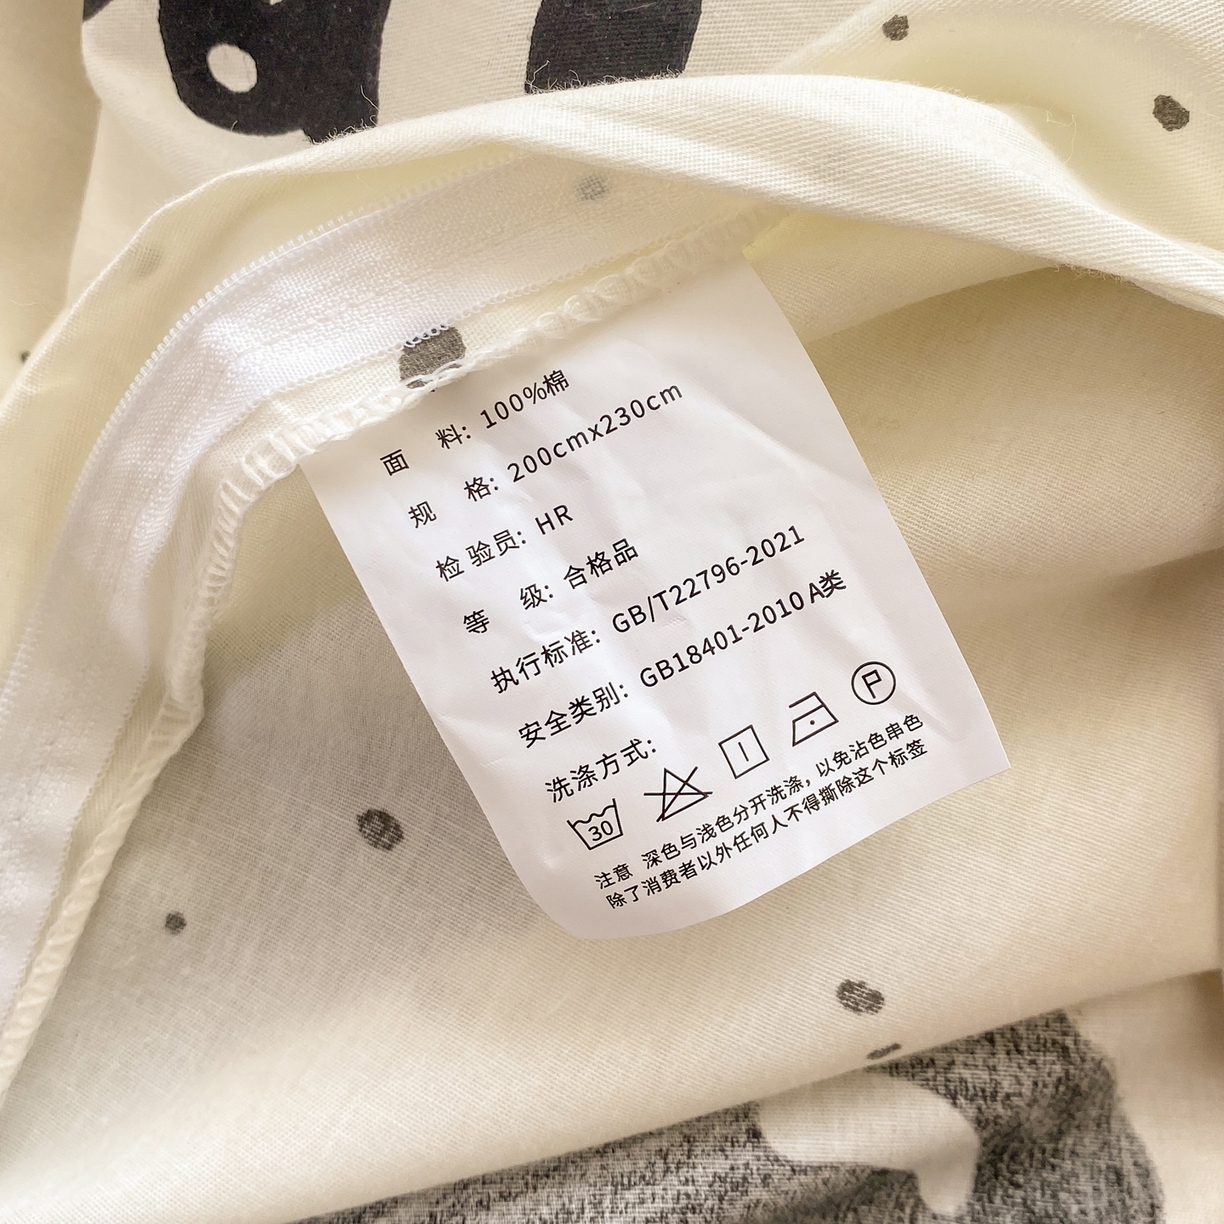 面 料: 100%棉
规 格: 200cmx230cm
检验员: HR
等 级: 合格品
执行标准: GB/T22796-2021
安全类别: GB18401-2010 A类
洗涤方式:
30
P
注意 深色与浅色分开洗涤，以免沾色串色
除了消费者以外任何人不得撕除这个标签